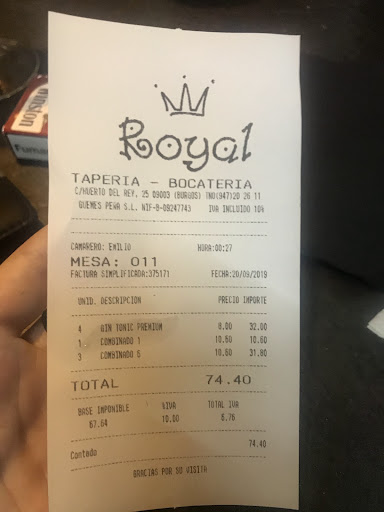 Winston
Fumar
Royal
TAPERIA - BOCATERIA
C/HUERTO DEL REY, 25 09003 (BURGOS) TNO(947)20 26 11
GUEMES PEÑA S.L. NIF-B-09247743 IVA INCLUIDO 10%
CAMARERO: EMILIO HORA:00:27
MESA: 011
FACTURA SIMPLIFICADA:375171 FECHA:20/09/2019
UNID. DESCRIPCION PRECIO IMPORTE
4 GIN TONIC PREMIUM 8.00 32.00
1 COMBINADO 1 10.60 10.60
3 COMBINADO 5 10.60 31.80
TOTAL 74.40
BASE IMPONIBLE %IVA TOTAL IVA
67.64 10.00 6.76
Contado 74.40
GRACIAS POR SU VISITA